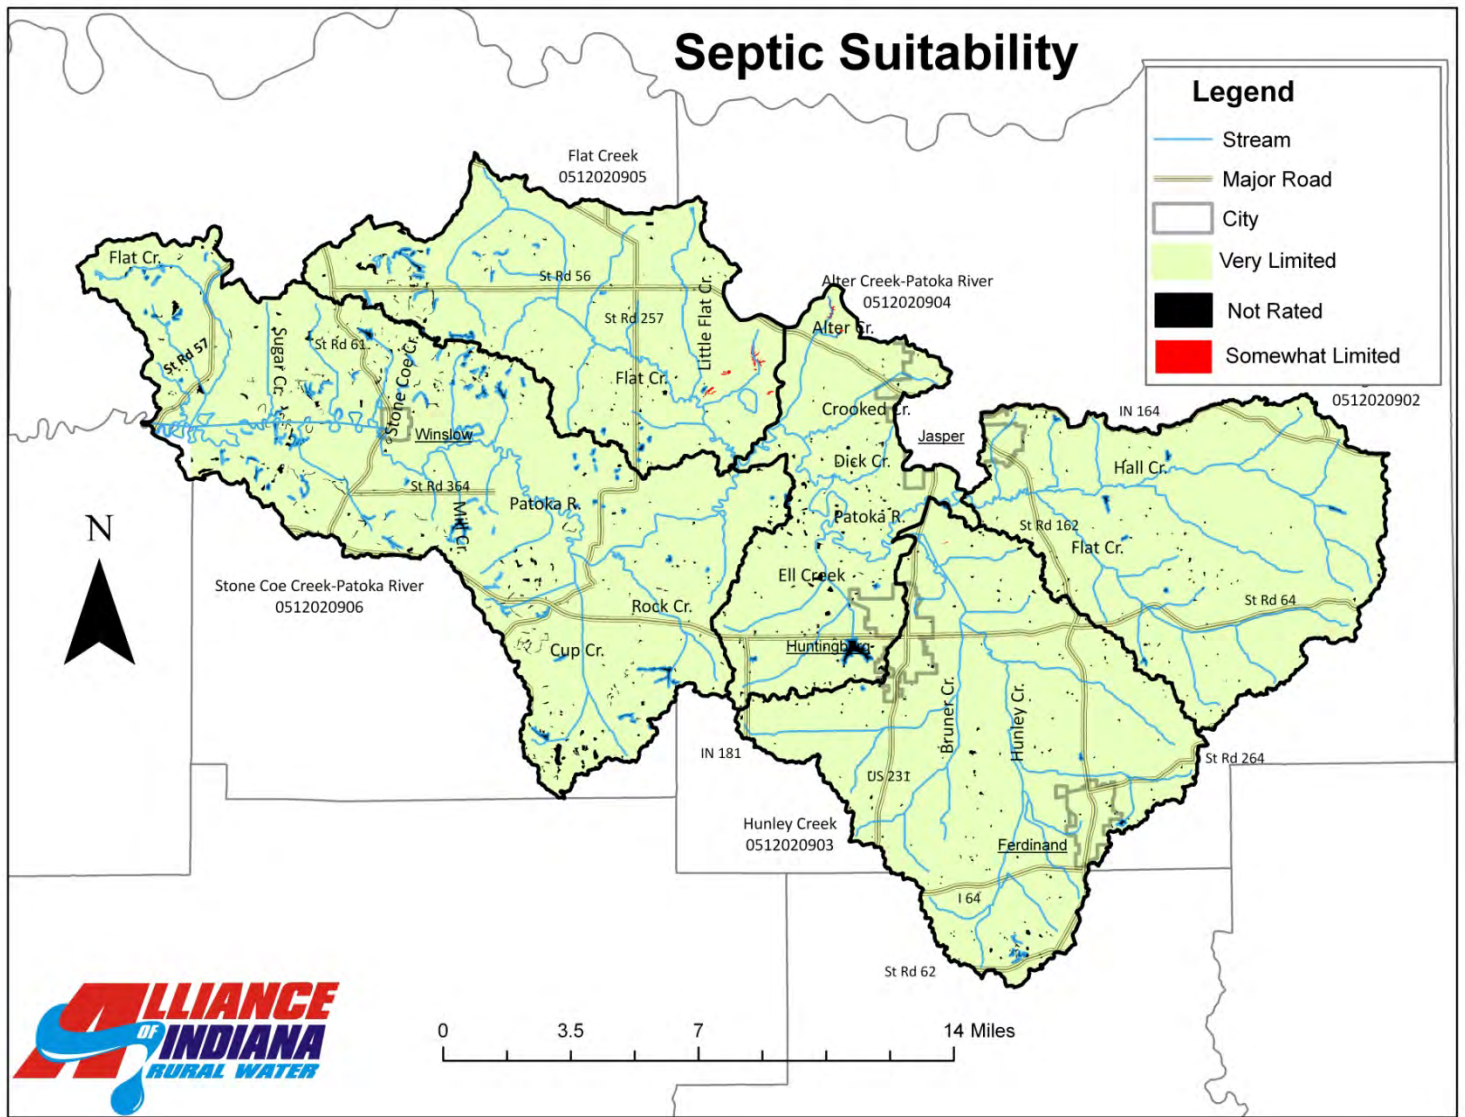 Septic Suitability
Legend
Stream
Major Road
City
Very Limited
Not Rated
Somewhat Limited
0512020902
Flat Creek
0512020905
Alter Creek-Patoka River
0512020904
Flat Cr.
St Rd 56
St Rd 257
Little Flat Cr.
Alter Cr.
St Rd 57
Sugar Cr.
St Rd 61
Stone Coe Cr.
Flat Cr.
Crooked Cr.
IN 164
Winslow
Jasper
Dick Cr.
Hall Cr.
St Rd 364
Mill Cr.
Patoka R.
Patoka R.
St Rd 162
Flat Cr.
N
Stone Coe Creek-Patoka River
0512020906
Ell Creek
Rock Cr.
St Rd 64
Cup Cr.
Huntingburg
Bruner Cr.
Hunley Cr.
IN 181
US 231
St Rd 264
Hunley Creek
0512020903
Ferdinand
I 64
St Rd 62
ALLIANCE
OF
INDIANA
RURAL WATER
0 3.5 7 14 Miles